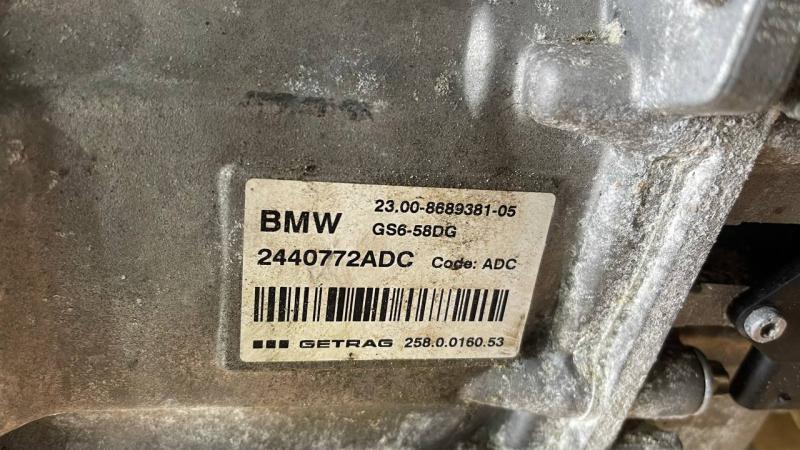 BMW 23.00-8689381-05
GS6-58DG
2440772ADC Code: ADC
GETRAG 258.0.0160.53